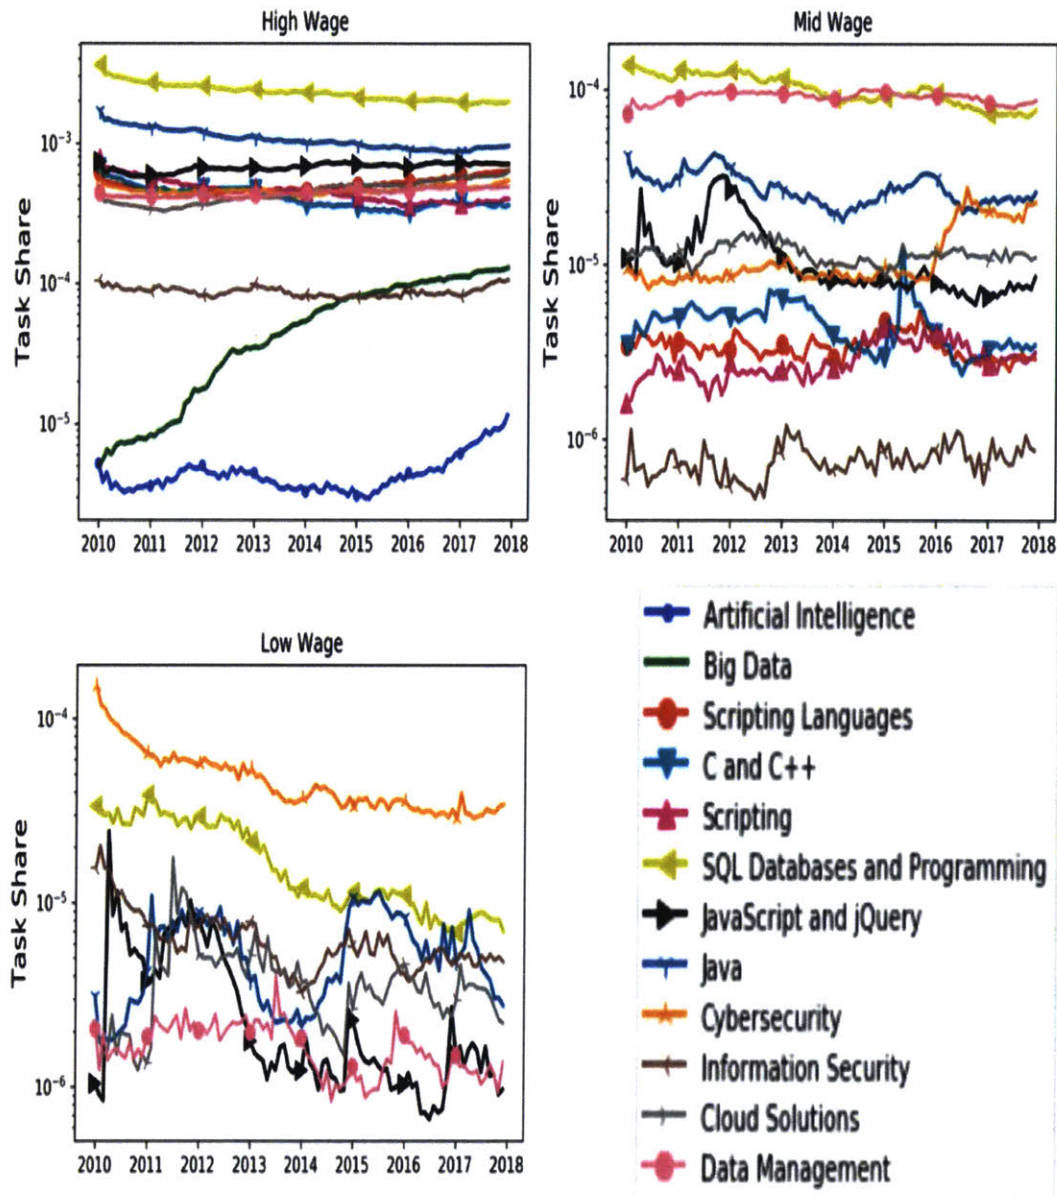 High Wage
Task Share
10⁻³
10⁻⁴
10⁻⁵
2010 2011 2012 2013 2014 2015 2016 2017 2018
Mid Wage
Task Share
10⁻⁴
10⁻⁵
10⁻⁶
2010 2011 2012 2013 2014 2015 2016 2017 2018
Low Wage
Task Share
10⁻⁴
10⁻⁵
10⁻⁶
2010 2011 2012 2013 2014 2015 2016 2017 2018
Artificial Intelligence
Big Data
Scripting Languages
C and C++
Scripting
SQL Databases and Programming
JavaScript and jQuery
Java
Cybersecurity
Information Security
Cloud Solutions
Data Management